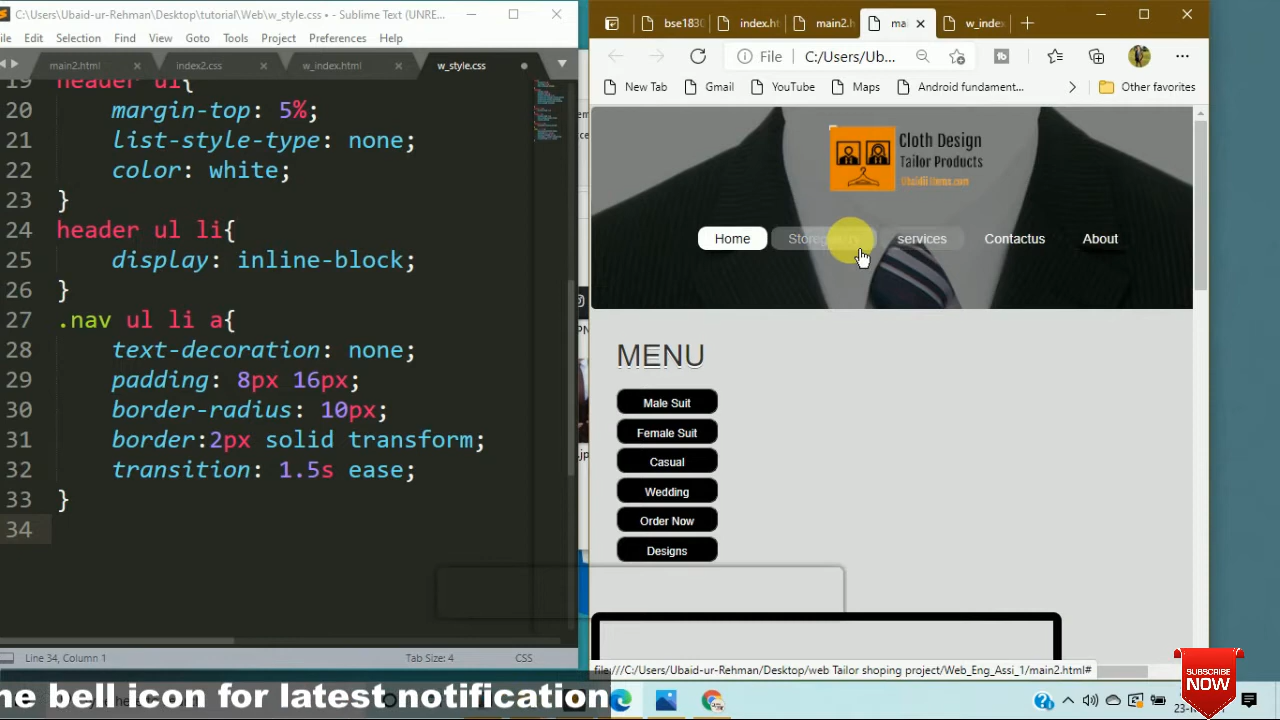 C:\Users\Ubaid-ur-Rehman\Desktop\tutorial\Web\w_style.css • - Sublime Text (UNRE...
Edit Selection Find View Goto Tools Project Preferences Help
main2.html index2.css w_index.html w_style.css
19 header ul{
20 margin-top: 5%;
21 list-style-type: none;
22 color: white;
23 }
24 header ul li{
25 display: inline-block;
26 }
27 .nav ul li a{
28 text-decoration: none;
29 padding: 8px 16px;
30 border-radius: 10px;
31 border:2px solid transform;
32 transition: 1.5s ease;
33 }
34
Line 34, Column 1 Tab Size: 4 CSS
bse1830 index.ht main2.h mai w_index
File C:/Users/Uba...
New Tab Gmail YouTube Maps Android fundament... Other favorites
Cloth Design
Tailor Products
Home services Contactus About
MENU
Male Suit
Female Suit
Casual
Wedding
Order Now
Designs
file:///C:/Users/Ubaid-ur-Rehman/Desktop/web Tailor shoping project/Web_Eng_Assi_1/main2.html#
he bell icon for latest notification
SUBSCRIBE
NOW